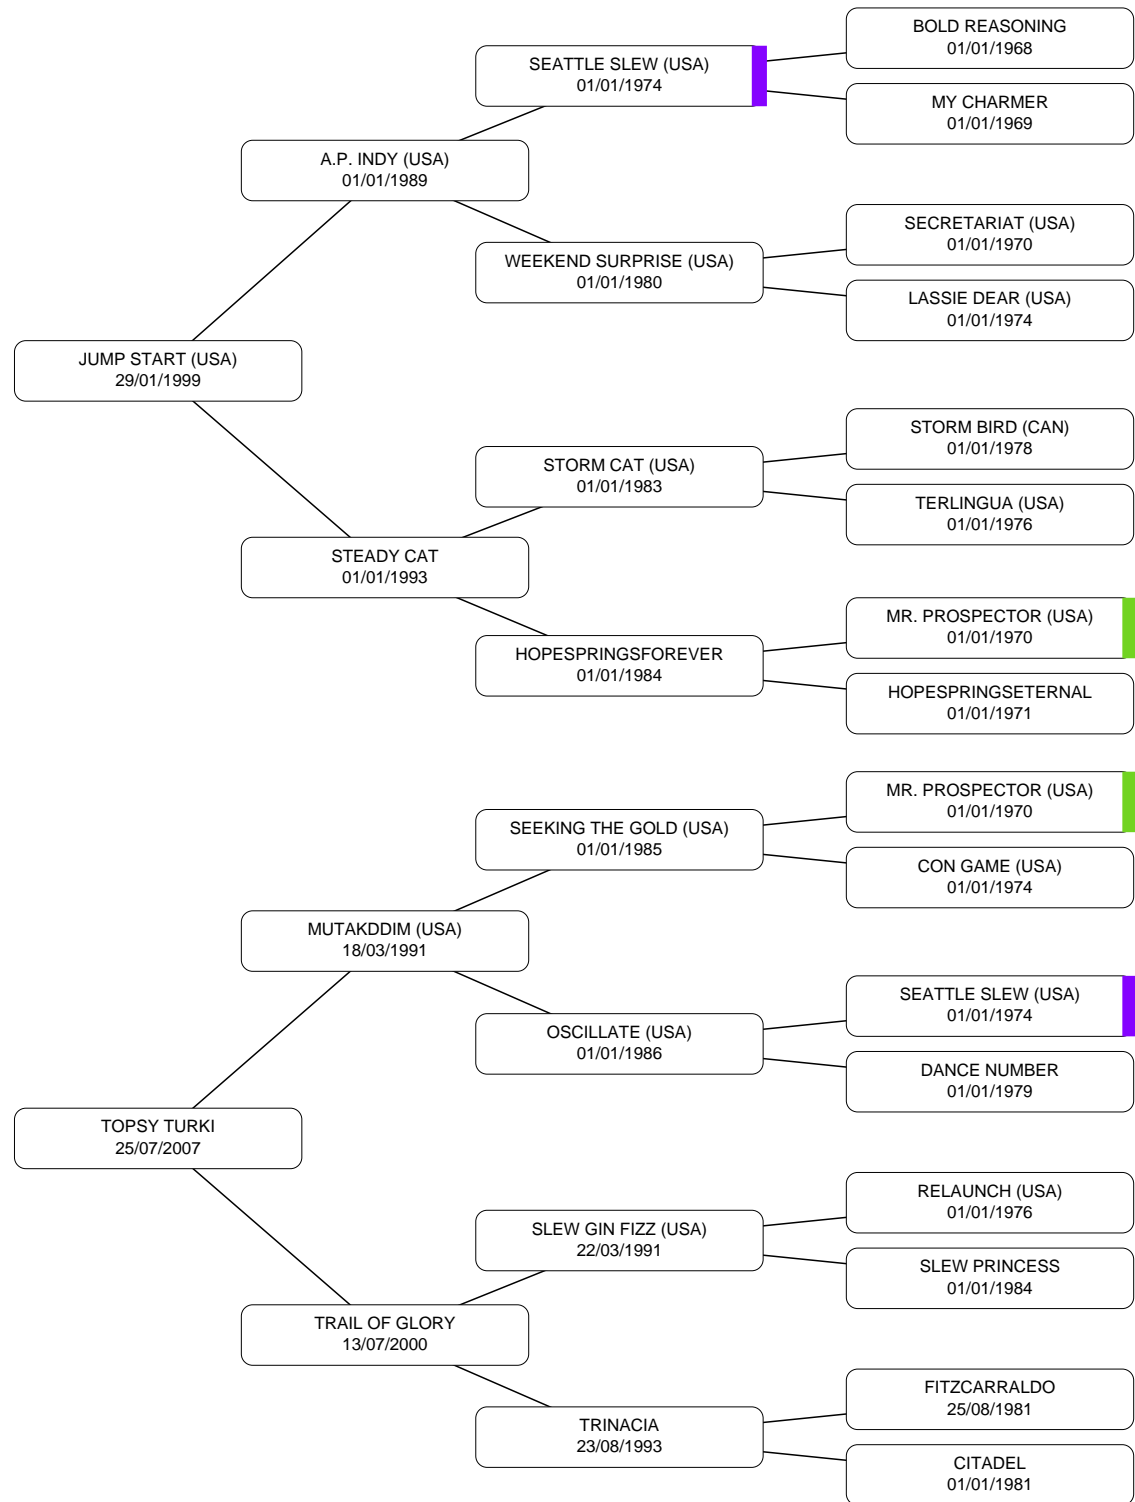 BOLD REASONING
01/01/1968
SEATTLE SLEW (USA)
01/01/1974
MY CHARMER
01/01/1969
A.P. INDY (USA)
01/01/1989
SECRETARIAT (USA)
01/01/1970
WEEKEND SURPRISE (USA)
01/01/1980
LASSIE DEAR (USA)
01/01/1974
JUMP START (USA)
29/01/1999
STORM BIRD (CAN)
01/01/1978
STORM CAT (USA)
01/01/1983
TERLINGUA (USA)
01/01/1976
STEADY CAT
01/01/1993
MR. PROSPECTOR (USA)
01/01/1970
HOPESPRINGSFOREVER
01/01/1984
HOPESPRINGSETERNAL
01/01/1971
MR. PROSPECTOR (USA)
01/01/1970
SEEKING THE GOLD (USA)
01/01/1985
CON GAME (USA)
01/01/1974
MUTAKDDIM (USA)
18/03/1991
SEATTLE SLEW (USA)
01/01/1974
OSCILLATE (USA)
01/01/1986
DANCE NUMBER
01/01/1979
TOPSY TURKI
25/07/2007
RELAUNCH (USA)
01/01/1976
SLEW GIN FIZZ (USA)
22/03/1991
SLEW PRINCESS
01/01/1984
TRAIL OF GLORY
13/07/2000
FITZCARRALDO
25/08/1981
TRINACIA
23/08/1993
CITADEL
01/01/1981